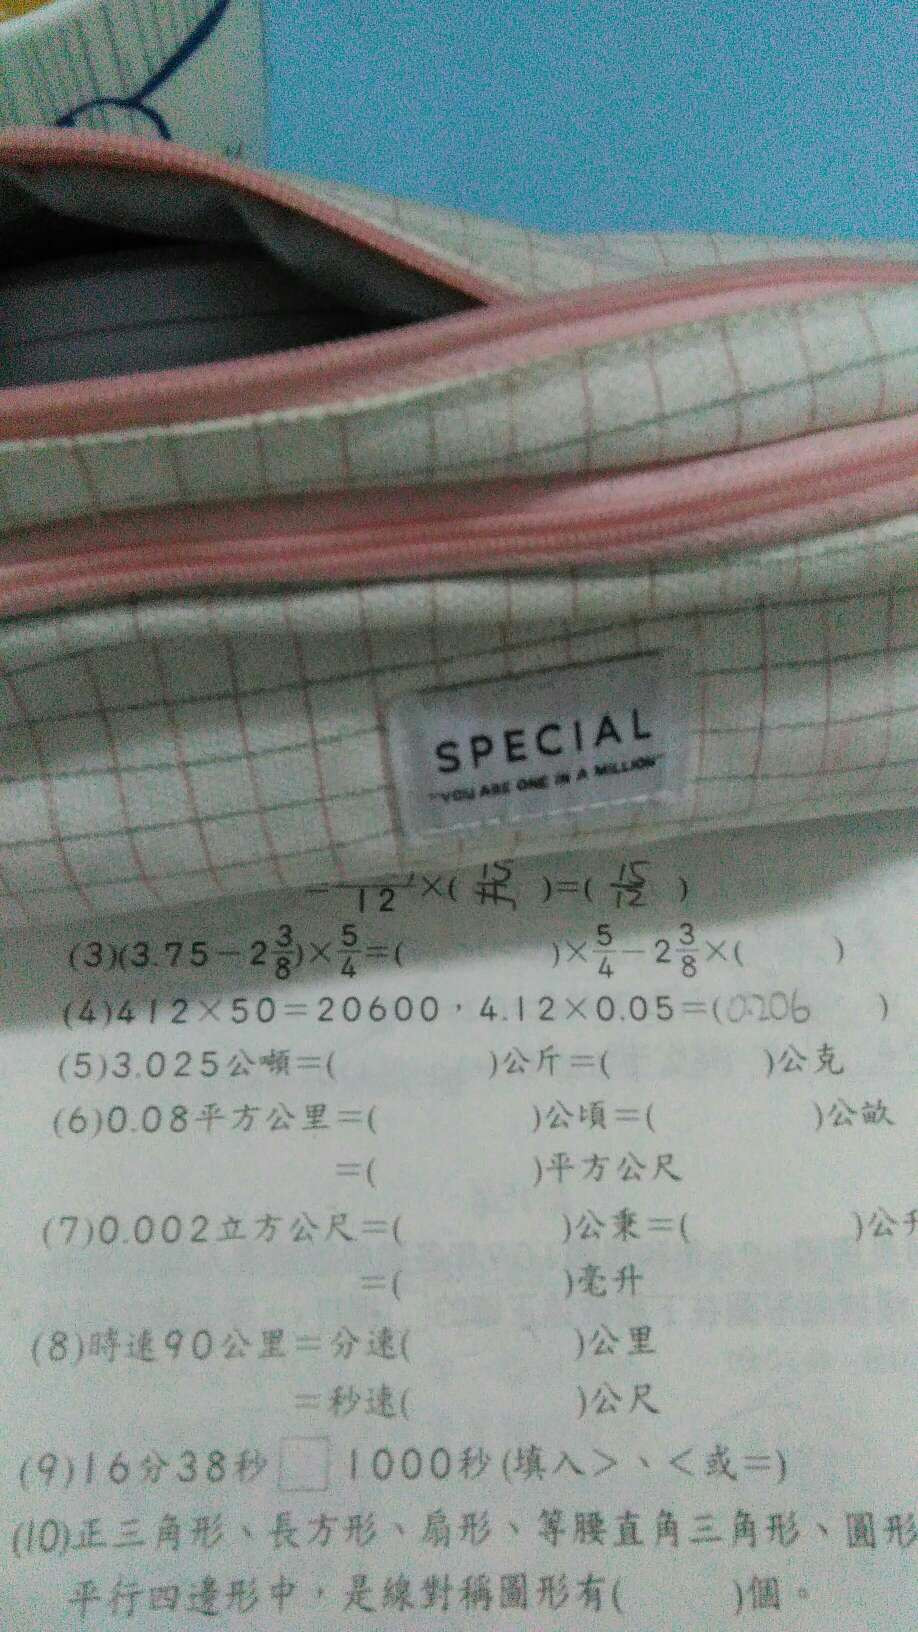 SPECIAL
"YOU ARE ONE IN A MILLION"
12 ×( 15 )=( 15/12 )
(3)(3.75－2 3/8)×5/4＝( )×5/4－2 3/8×( )
(4)412×50＝20600，4.12×0.05＝(0.206 )
(5)3.025公噸＝( )公斤＝( )公克
(6)0.08平方公里＝( )公頃＝( )公畝
＝( )平方公尺
(7)0.002立方公尺＝( )公秉＝( )公升
＝( )毫升
(8)時速90公里＝分速( )公里
＝秒速( )公尺
(9)16分38秒□1000秒(填入＞、＜或＝)
(10)正三角形、長方形、扇形、等腰直角三角形、圓形
平行四邊形中，是線對稱圖形有( )個。